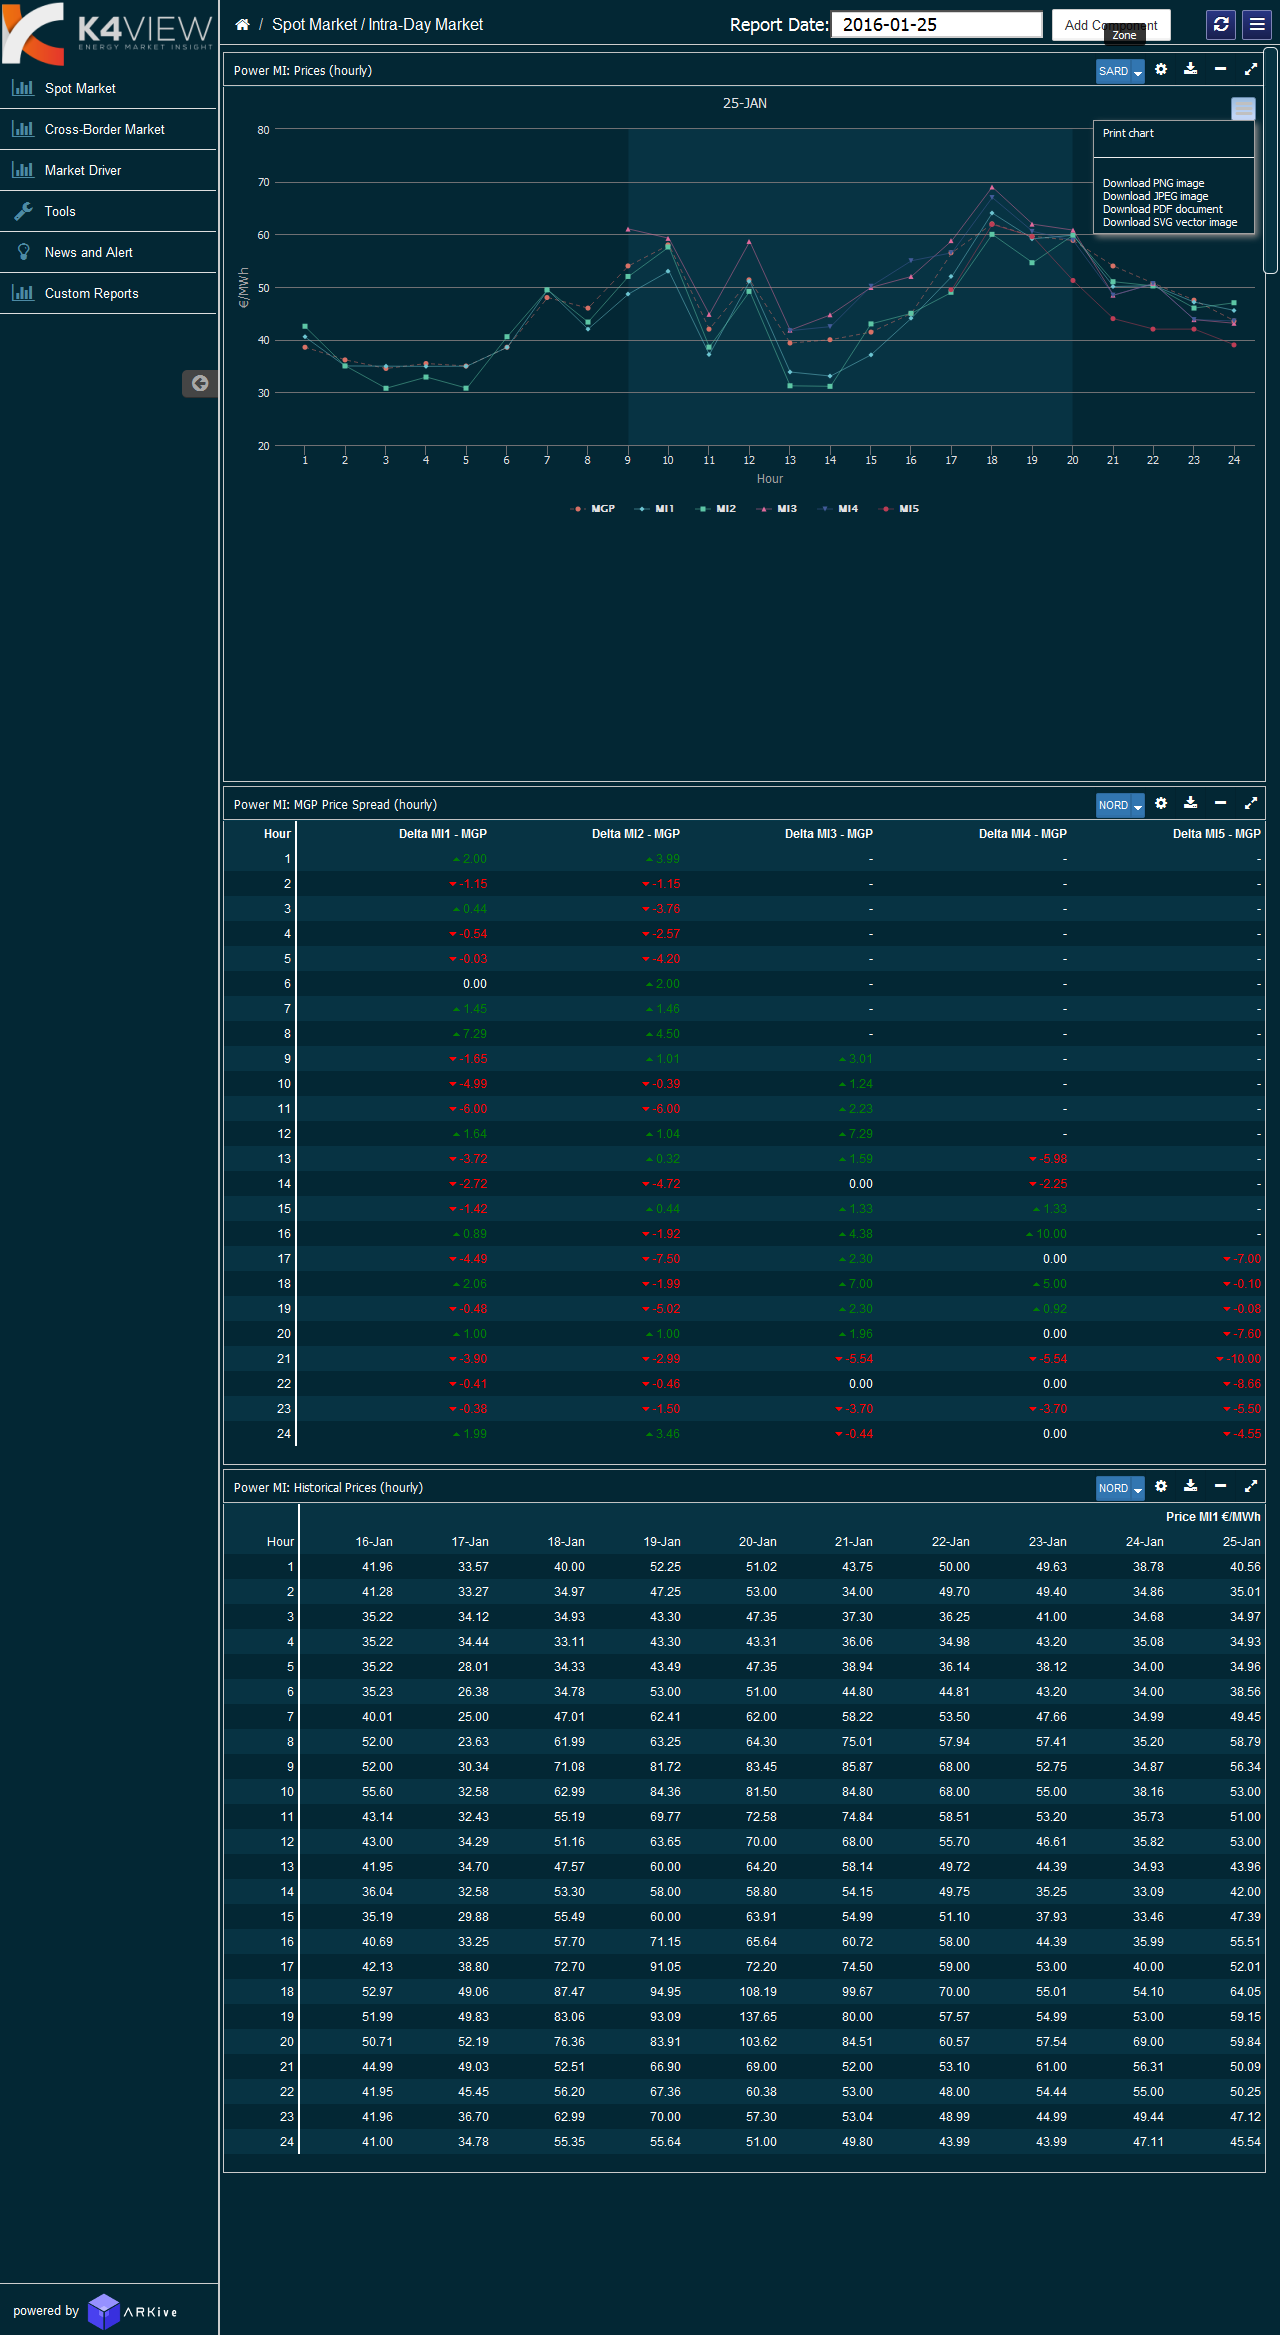 K4VIEW
ENERGY MARKET INSIGHT
Spot Market
Cross-Border Market
Market Driver
Tools
News and Alert
Custom Reports
/ Spot Market / Intra-Day Market
Report Date: 2016-01-25
Add Component
Zone
Power MI: Prices (hourly)
SARD
25-JAN
Print chart
Download PNG image
Download JPEG image
Download PDF document
Download SVG vector image
€/MWh
80
70
60
50
40
30
20
1 2 3 4 5 6 7 8 9 10 11 12 13 14 15 16 17 18 19 20 21 22 23 24
Hour
MGP MI1 MI2 MI3 MI4 MI5
Power MI: MGP Price Spread (hourly)
NORD
Hour Delta MI1 - MGP Delta MI2 - MGP Delta MI3 - MGP Delta MI4 - MGP Delta MI5 - MGP
1 2.00 3.99 - - -
2 -1.15 -1.15 - - -
3 0.44 -3.76 - - -
4 -0.54 -2.57 - - -
5 -0.03 -4.20 - - -
6 0.00 2.00 - - -
7 1.45 1.46 - - -
8 7.29 4.50 - - -
9 -1.65 1.01 3.01 - -
10 -4.99 -0.39 1.24 - -
11 -6.00 -6.00 2.23 - -
12 1.64 1.04 7.29 - -
13 -3.72 0.32 1.59 -5.98 -
14 -2.72 -4.72 0.00 -2.25 -
15 -1.42 0.44 1.33 1.33 -
16 0.89 -1.92 4.38 10.00 -
17 -4.49 -7.50 2.30 0.00 -7.00
18 2.06 -1.99 7.00 5.00 -0.10
19 -0.48 -5.02 2.30 0.92 -0.08
20 1.00 1.00 1.96 0.00 -7.60
21 -3.90 -2.99 -5.54 -5.54 -10.00
22 -0.41 -0.46 0.00 0.00 -8.66
23 -0.38 -1.50 -3.70 -3.70 -5.50
24 1.99 3.46 -0.44 0.00 -4.55
Power MI: Historical Prices (hourly)
NORD
Price MI1 €/MWh
Hour 16-Jan 17-Jan 18-Jan 19-Jan 20-Jan 21-Jan 22-Jan 23-Jan 24-Jan 25-Jan
1 41.96 33.57 40.00 52.25 51.02 43.75 50.00 49.63 38.78 40.56
2 41.28 33.27 34.97 47.25 53.00 34.00 49.70 49.40 34.86 35.01
3 35.22 34.12 34.93 43.30 47.35 37.30 36.25 41.00 34.68 34.97
4 35.22 34.44 33.11 43.30 43.31 36.06 34.98 43.20 35.08 34.93
5 35.22 28.01 34.33 43.49 47.35 38.94 36.14 38.12 34.00 34.96
6 35.23 26.38 34.78 53.00 51.00 44.80 44.81 43.20 34.00 38.56
7 40.01 25.00 47.01 62.41 62.00 58.22 53.50 47.66 34.99 49.45
8 52.00 23.63 61.99 63.25 64.30 75.01 57.94 57.41 35.20 58.79
9 52.00 30.34 71.08 81.72 83.45 85.87 68.00 52.75 34.87 56.34
10 55.60 32.58 62.99 84.36 81.50 84.80 68.00 55.00 38.16 53.00
11 43.14 32.43 55.19 69.77 72.58 74.84 58.51 53.20 35.73 51.00
12 43.00 34.29 51.16 63.65 70.00 68.00 55.70 46.61 35.82 53.00
13 41.95 34.70 47.57 60.00 64.20 58.14 49.72 44.39 34.93 43.96
14 36.04 32.58 53.30 58.00 58.80 54.15 49.75 35.25 33.09 42.00
15 35.19 29.88 55.49 60.00 63.91 54.99 51.10 37.93 33.46 47.39
16 40.69 33.25 57.70 71.15 65.64 60.72 58.00 44.39 35.99 55.51
17 42.13 38.80 72.70 91.05 72.20 74.50 59.00 53.00 40.00 52.01
18 52.97 49.06 87.47 94.95 108.19 99.67 70.00 55.01 54.10 64.05
19 51.99 49.83 83.06 93.09 137.65 80.00 57.57 54.99 53.00 59.15
20 50.71 52.19 76.36 83.91 103.62 84.51 60.57 57.54 69.00 59.84
21 44.99 49.03 52.51 66.90 69.00 52.00 53.10 61.00 56.31 50.09
22 41.95 45.45 56.20 67.36 60.38 53.00 48.00 54.44 55.00 50.25
23 41.96 36.70 62.99 70.00 57.30 53.04 48.99 44.99 49.44 47.12
24 41.00 34.78 55.35 55.64 51.00 49.80 43.99 43.99 47.11 45.54
powered by ARKive